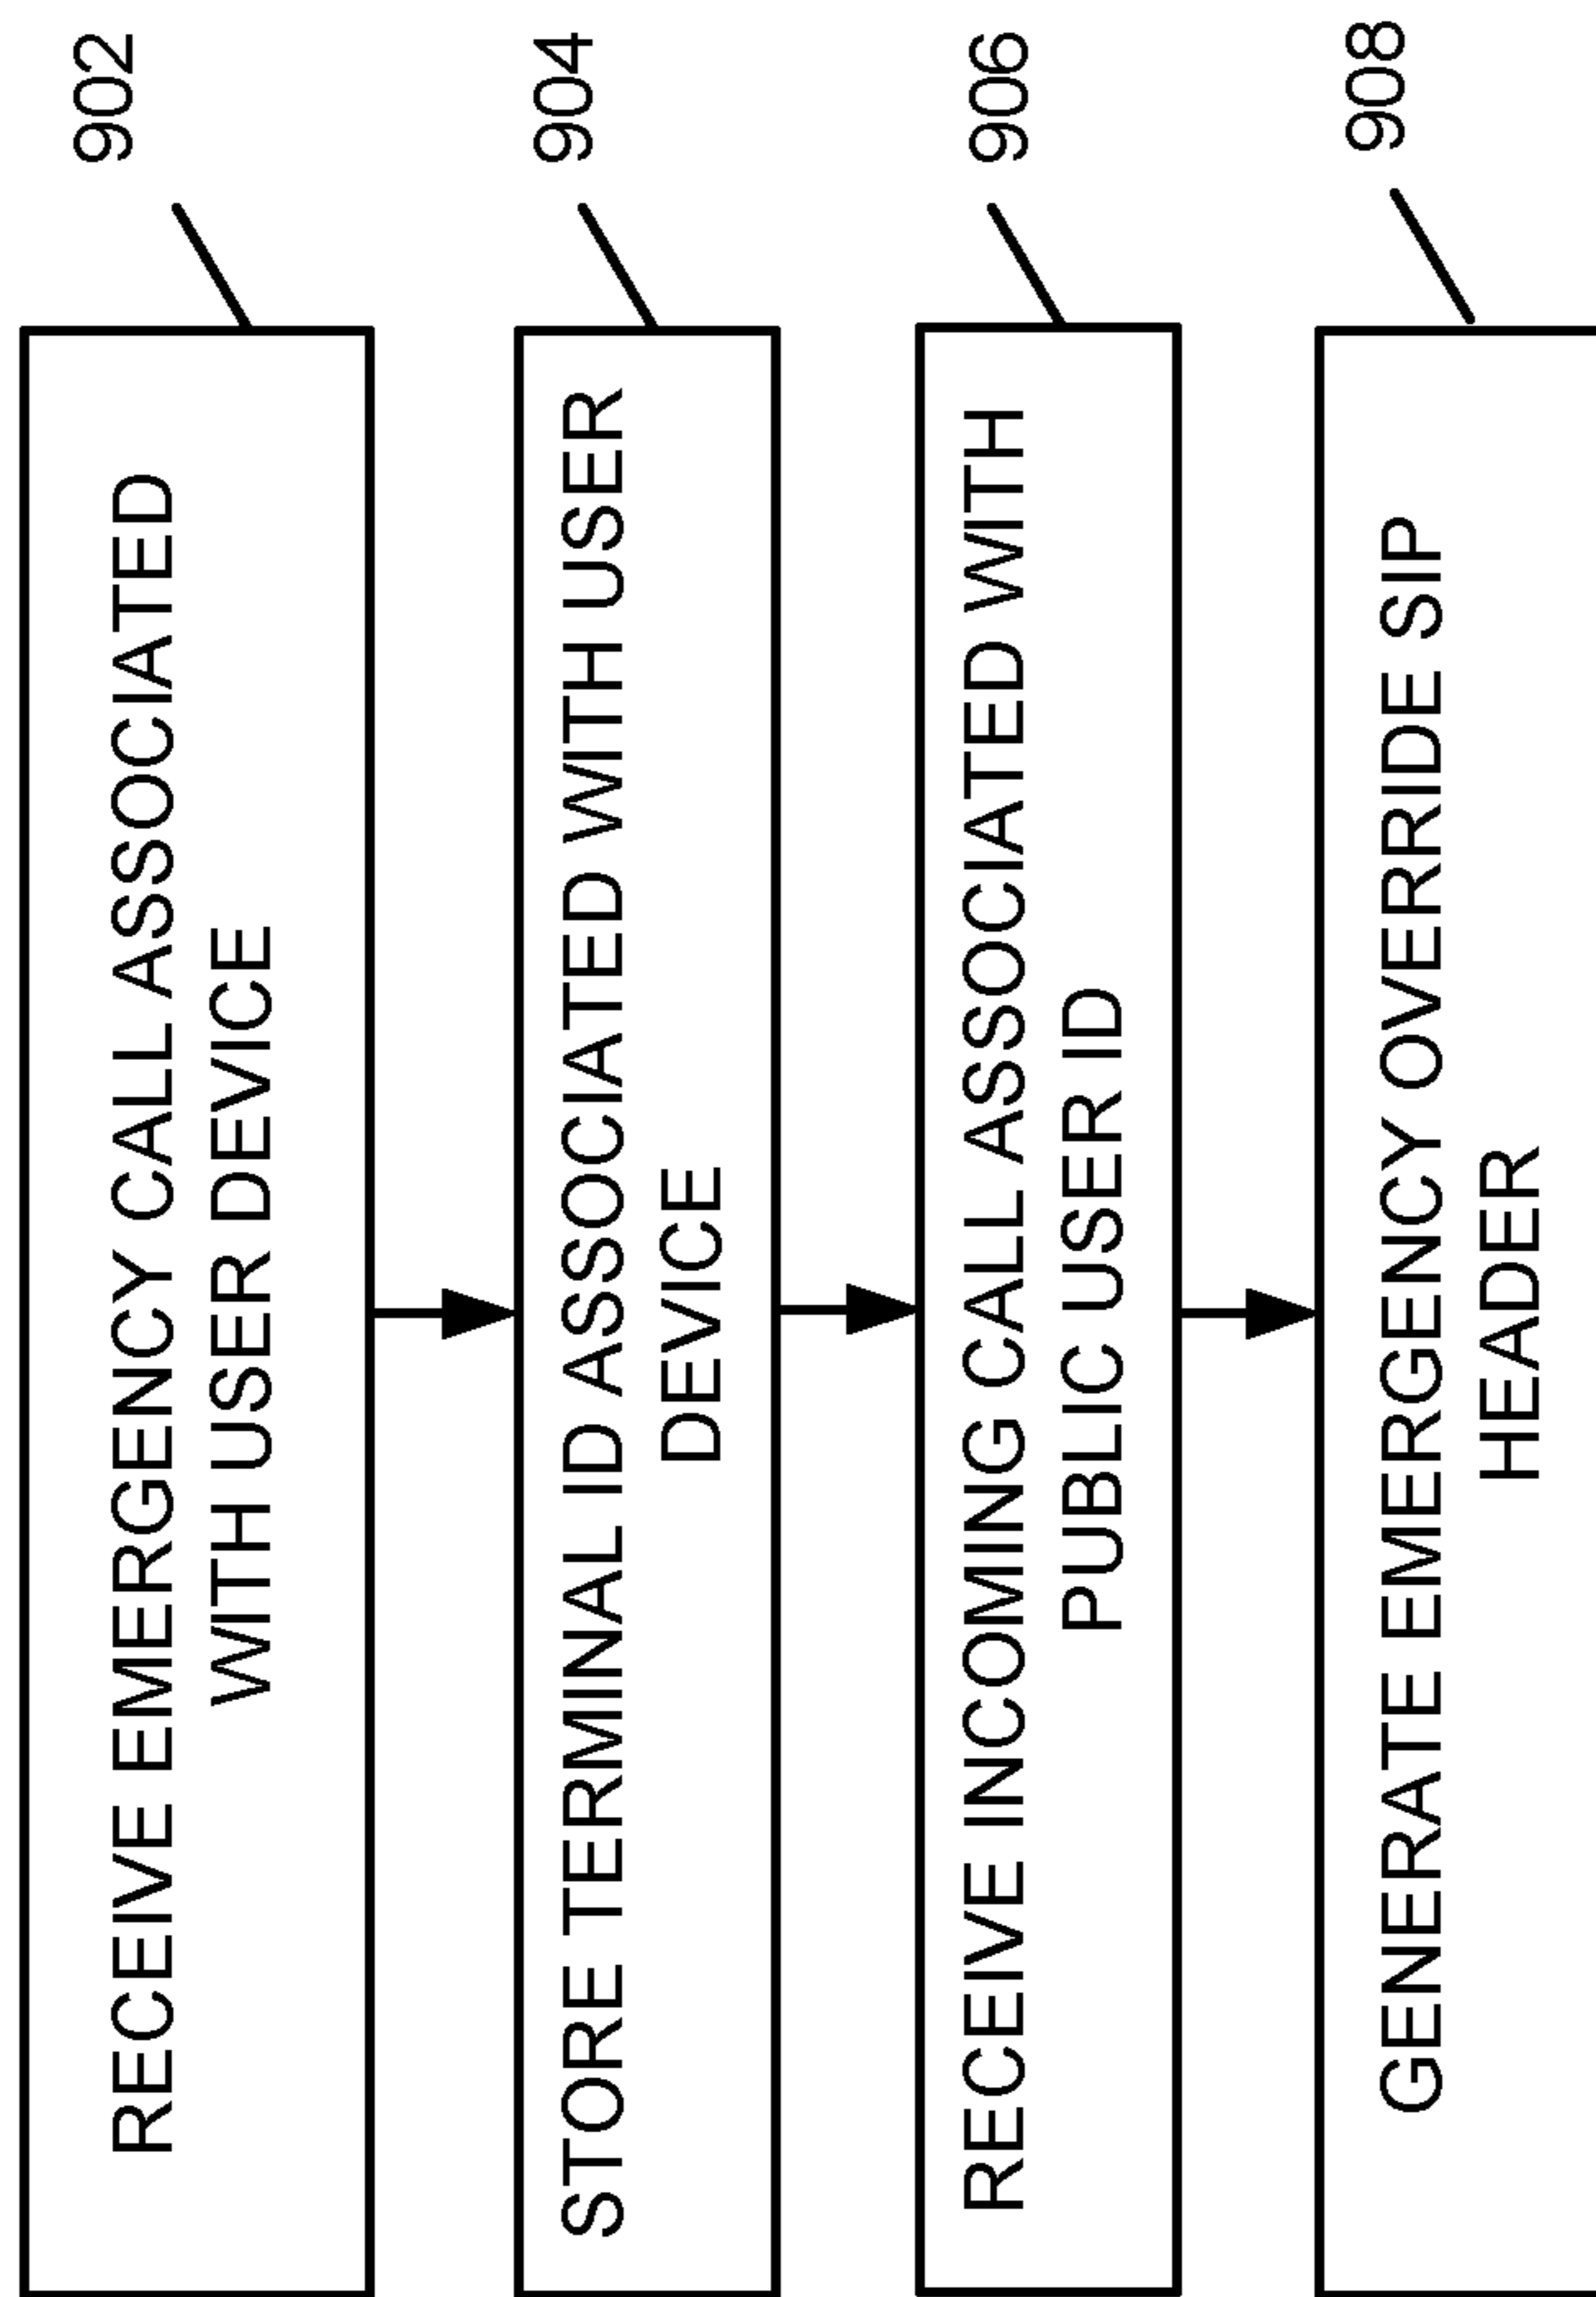 902
RECEIVE EMERGENCY CALL ASSOCIATED
WITH USER DEVICE
904
STORE TERMINAL ID ASSOCIATED WITH USER
DEVICE
906
RECEIVE INCOMING CALL ASSOCIATED WITH
PUBLIC USER ID
908
GENERATE EMERGENCY OVERRIDE SIP
HEADER